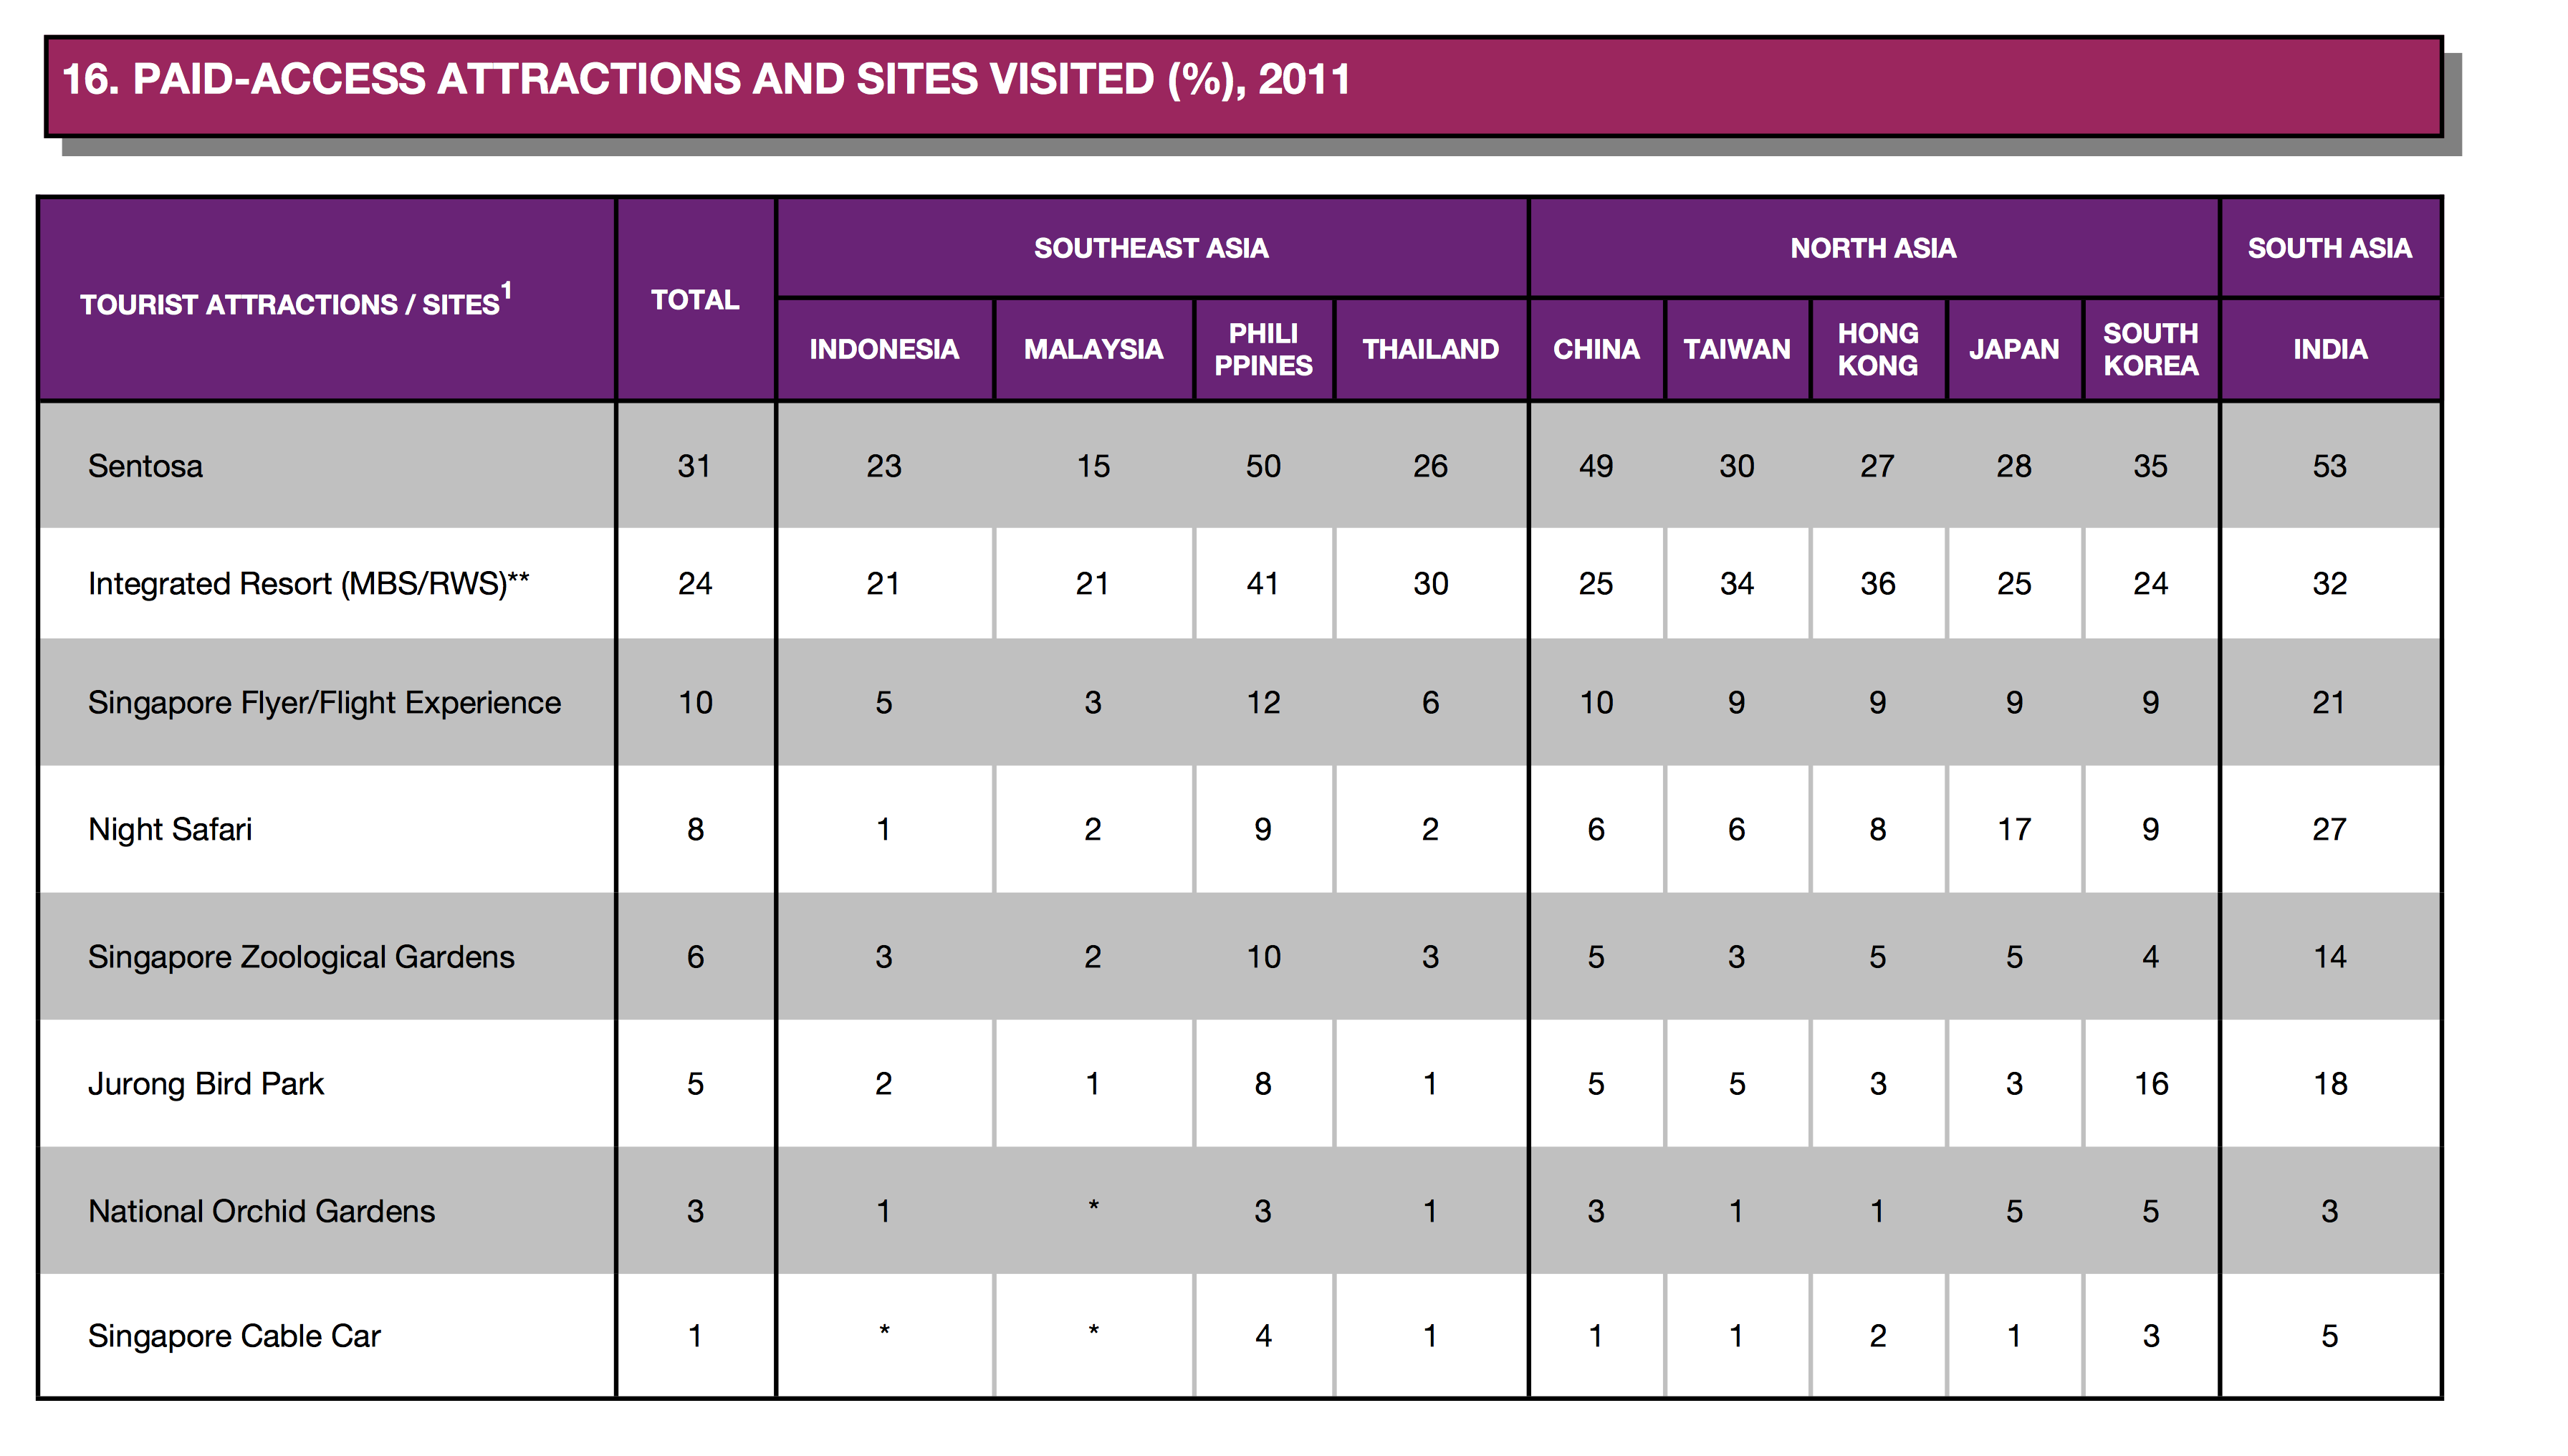 16. PAID-ACCESS ATTRACTIONS AND SITES VISITED (%), 2011
TOURIST ATTRACTIONS / SITES1 TOTAL SOUTHEAST ASIA NORTH ASIA SOUTH ASIA
INDONESIA MALAYSIA PHILI PPINES THAILAND CHINA TAIWAN HONG KONG JAPAN SOUTH KOREA INDIA
Sentosa 31 23 15 50 26 49 30 27 28 35 53
Integrated Resort (MBS/RWS)** 24 21 21 41 30 25 34 36 25 24 32
Singapore Flyer/Flight Experience 10 5 3 12 6 10 9 9 9 9 21
Night Safari 8 1 2 9 2 6 6 8 17 9 27
Singapore Zoological Gardens 6 3 2 10 3 5 3 5 5 4 14
Jurong Bird Park 5 2 1 8 1 5 5 3 3 16 18
National Orchid Gardens 3 1 * 3 1 3 1 1 5 5 3
Singapore Cable Car 1 * * 4 1 1 1 2 1 3 5